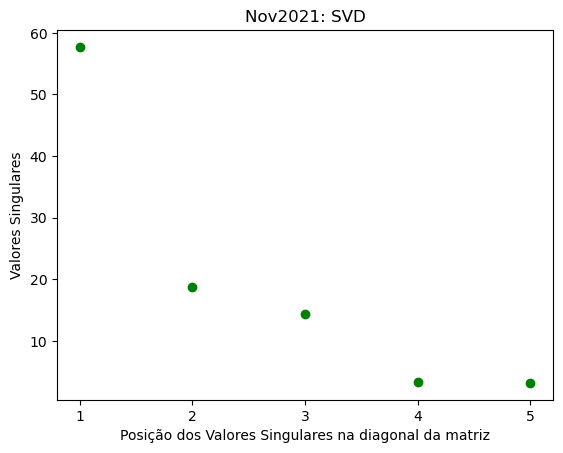 Nov2021: SVD
60
50
40
30
20
10
Valores Singulares
1 2 3 4 5
Posição dos Valores Singulares na diagonal da matriz